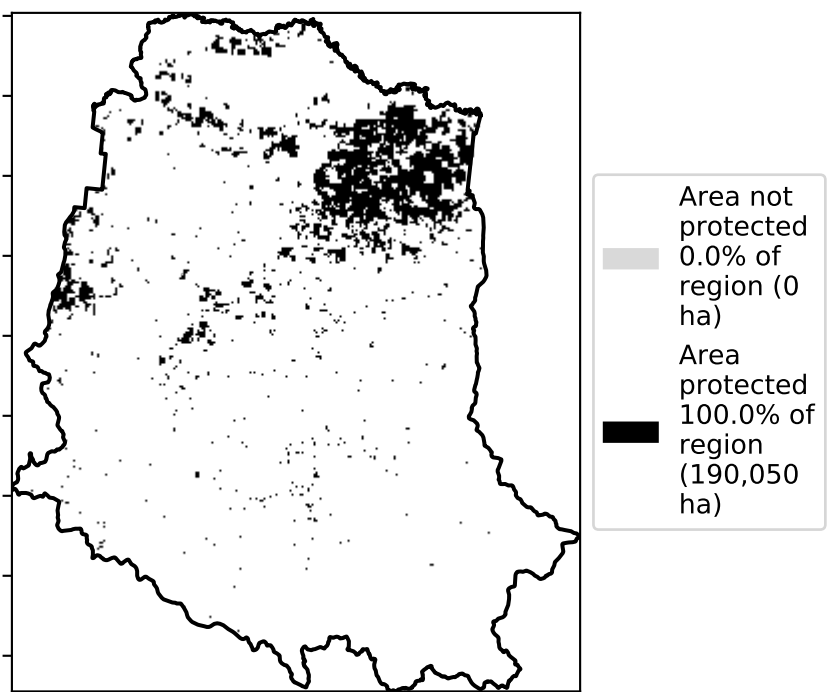 Area not
protected
0.0% of
region (0
ha)
Area
protected
100.0% of
region
(190,050
ha)